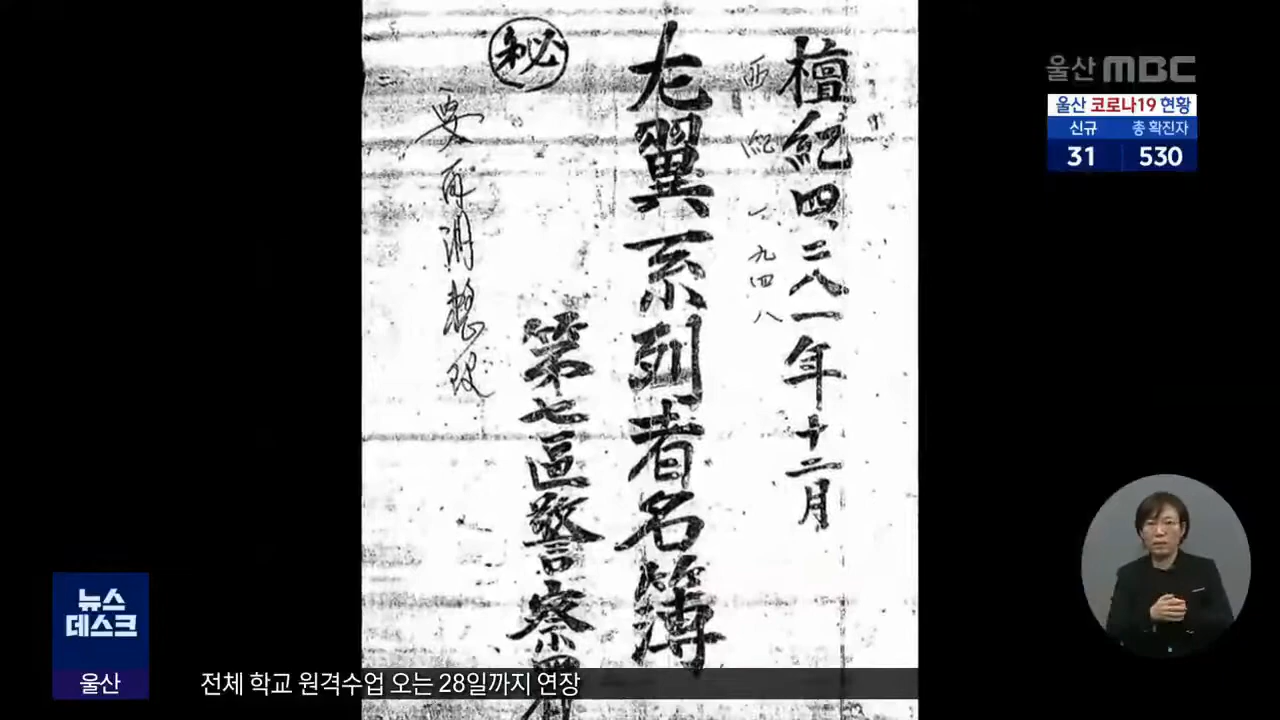 檀紀四二八一年十二月
西紀一九四八
左翼系列者名簿
㊙
第七區警察署
울산 MBC
울산 코로나19 현황
신규 총 확진자
31 530
뉴스
데스크
울산
전체 학교 원격수업 오는 28일까지 연장